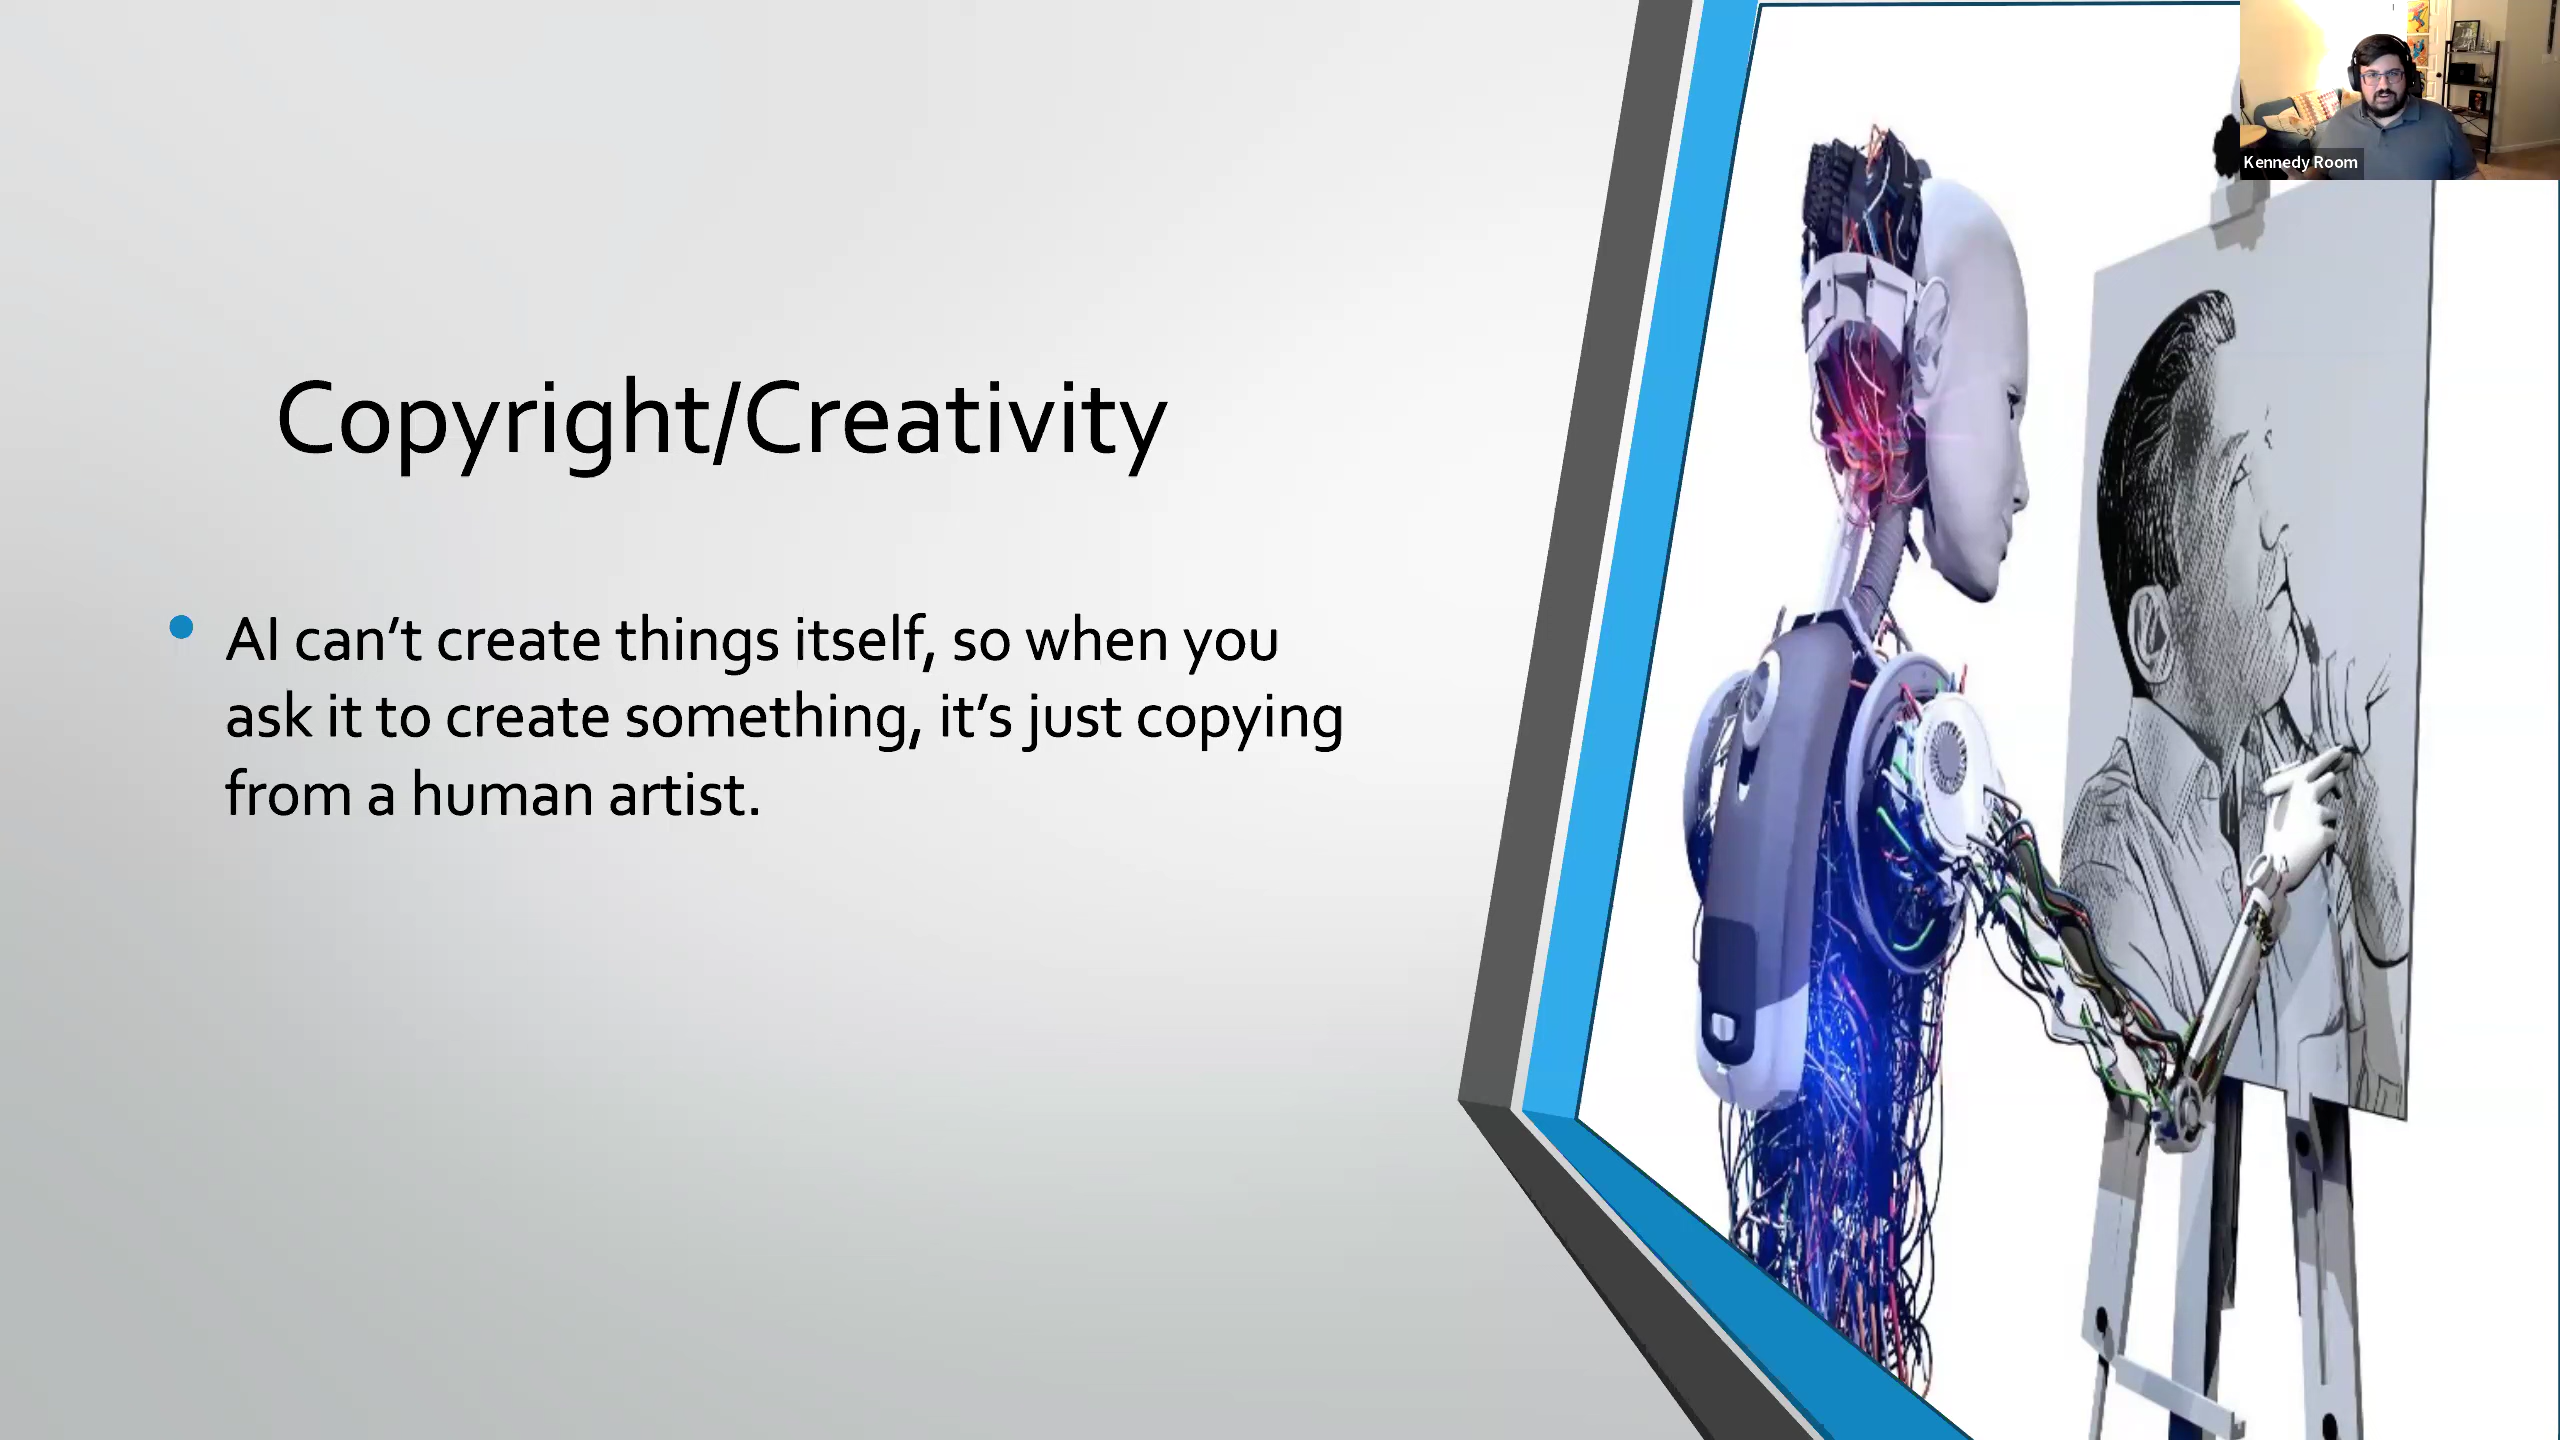 Copyright/Creativity
AI can’t create things itself, so when you
ask it to create something, it’s just copying
from a human artist.
Kennedy Room